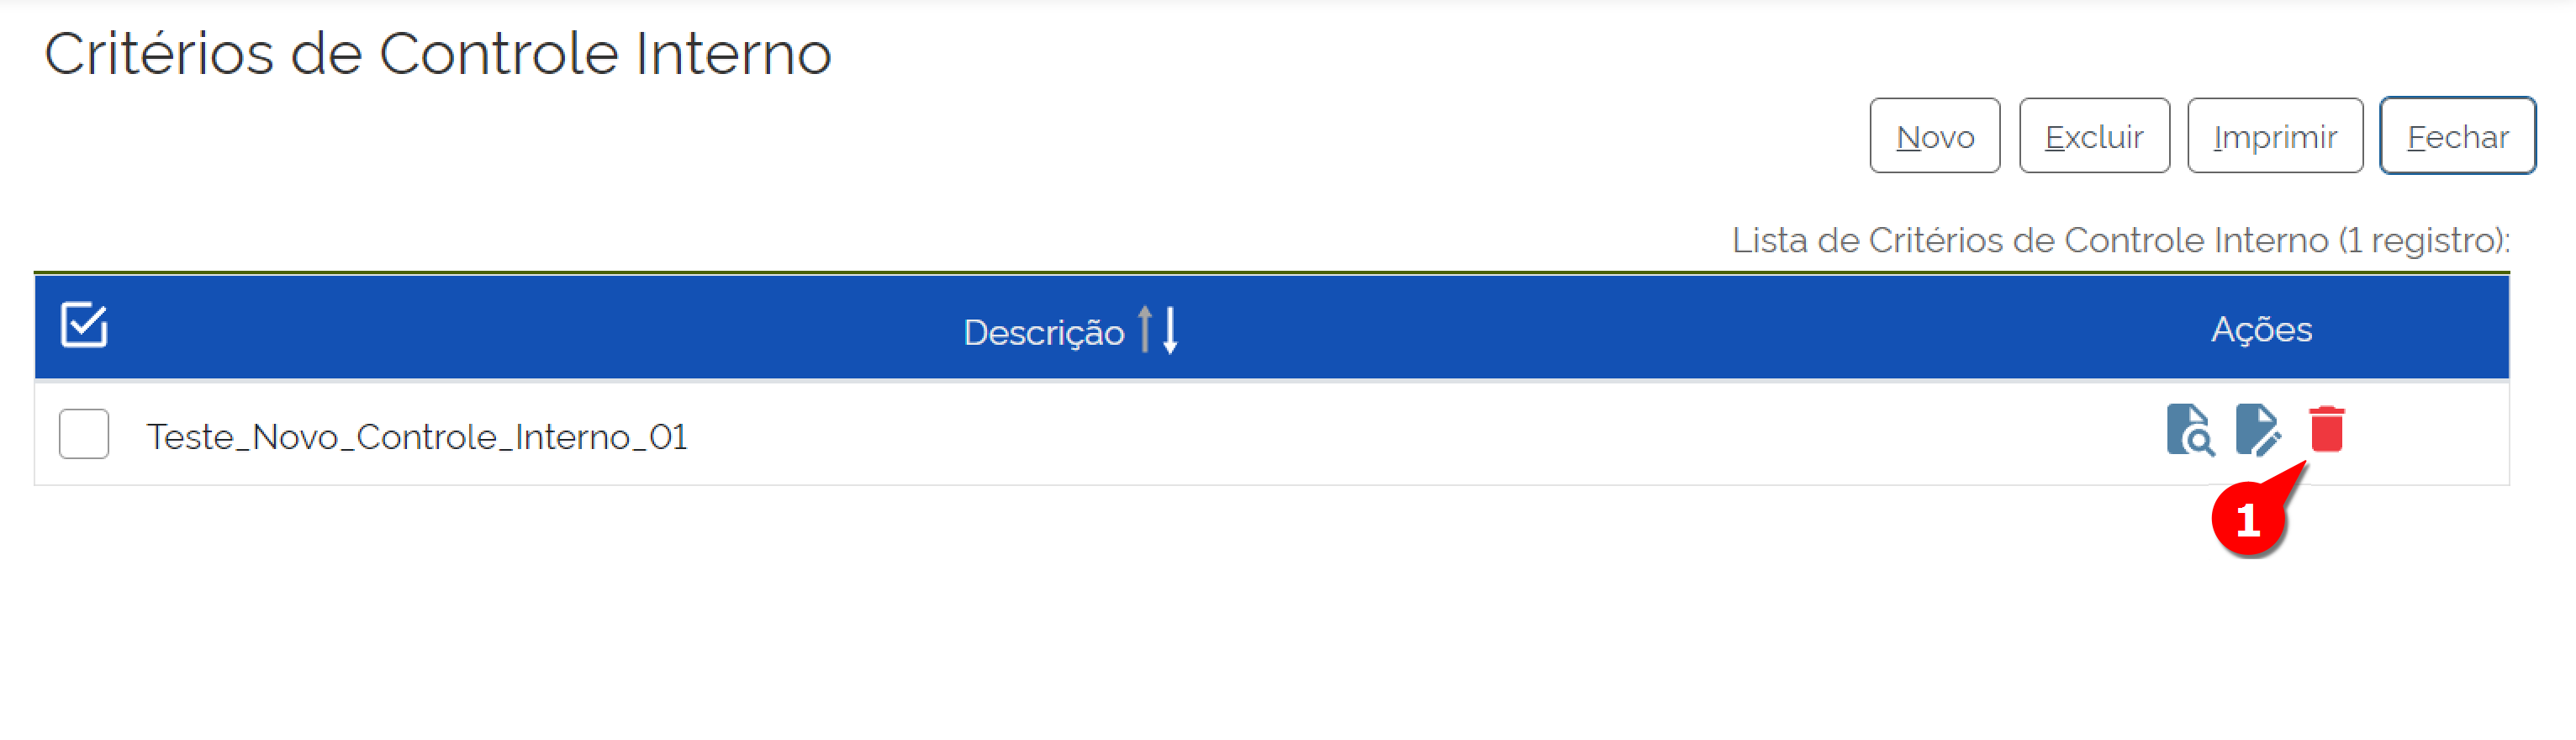 Critérios de Controle Interno
Novo Excluir Imprimir Fechar
Lista de Critérios de Controle Interno (1 registro):
Descrição Ações
Teste_Novo_Controle_Interno_01
1